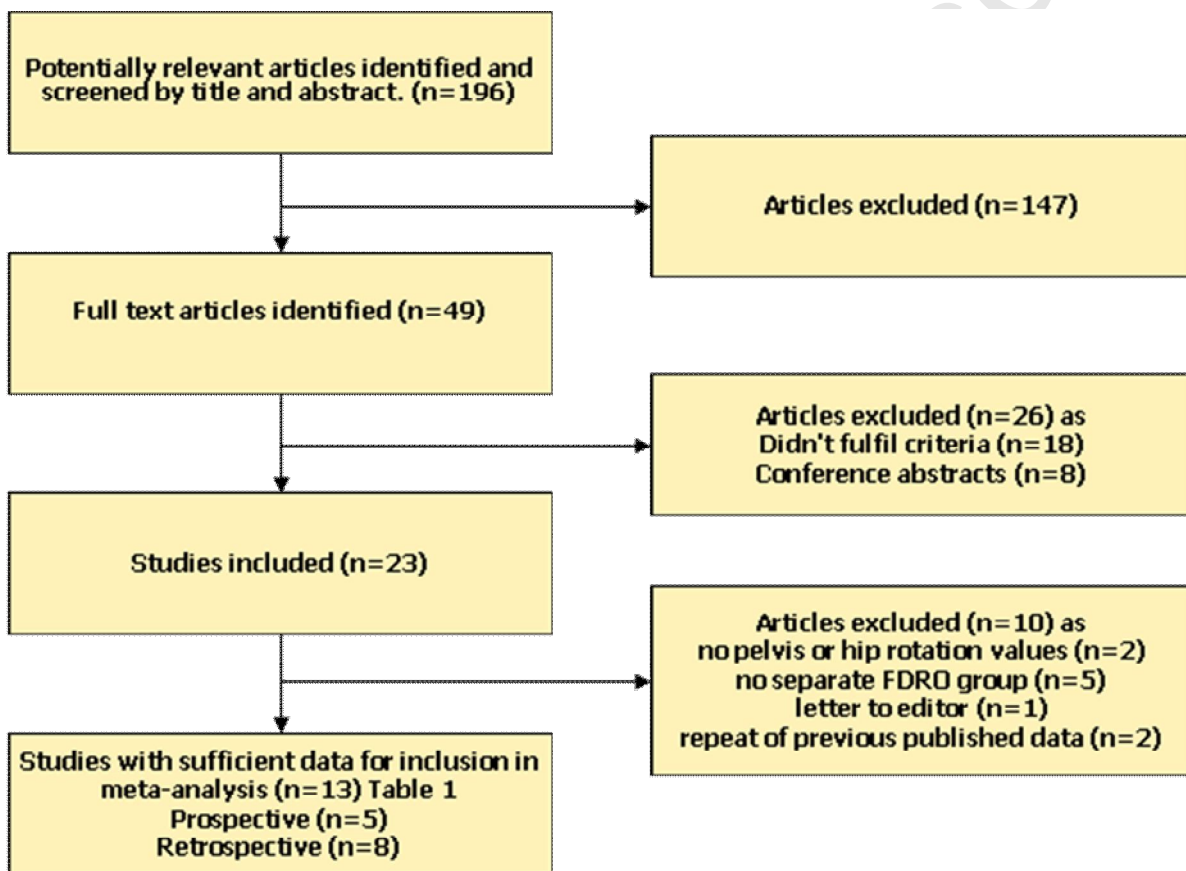 Potentially relevant articles identified and
screened by title and abstract. (n=196)
Articles excluded (n=147)
Full text articles identified (n=49)
Articles excluded (n=26) as
Didn't fulfil criteria (n=18)
Conference abstracts (n=8)
Studies included (n=23)
Articles excluded (n=10) as
no pelvis or hip rotation values (n=2)
no separate FDRO group (n=5)
letter to editor (n=1)
repeat of previous published data (n=2)
Studies with sufficient data for inclusion in
meta-analysis (n=13) Table 1
Prospective (n=5)
Retrospective (n=8)